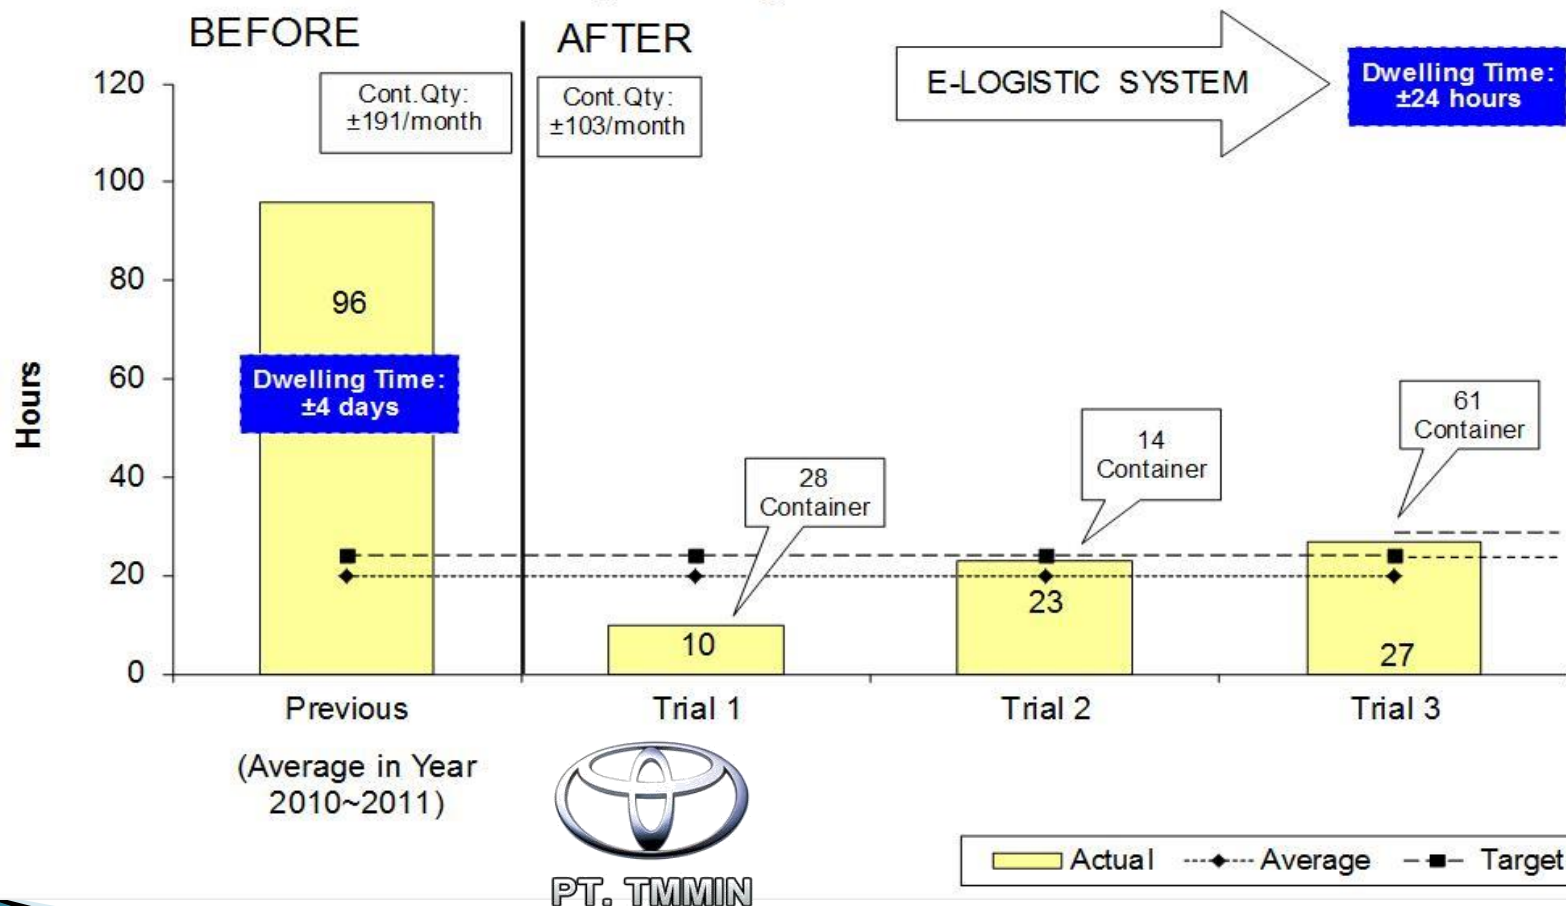 BEFORE
AFTER
Cont.Qty:
±191/month
Cont.Qty:
±103/month
E-LOGISTIC SYSTEM
Dwelling Time:
±24 hours
120
100
80
60
40
20
0
Hours
96
Dwelling Time:
±4 days
28
Container
14
Container
61
Container
10
23
27
Previous
Trial 1
Trial 2
Trial 3
(Average in Year
2010~2011)
PT. TMMIN
Actual
Average
Target